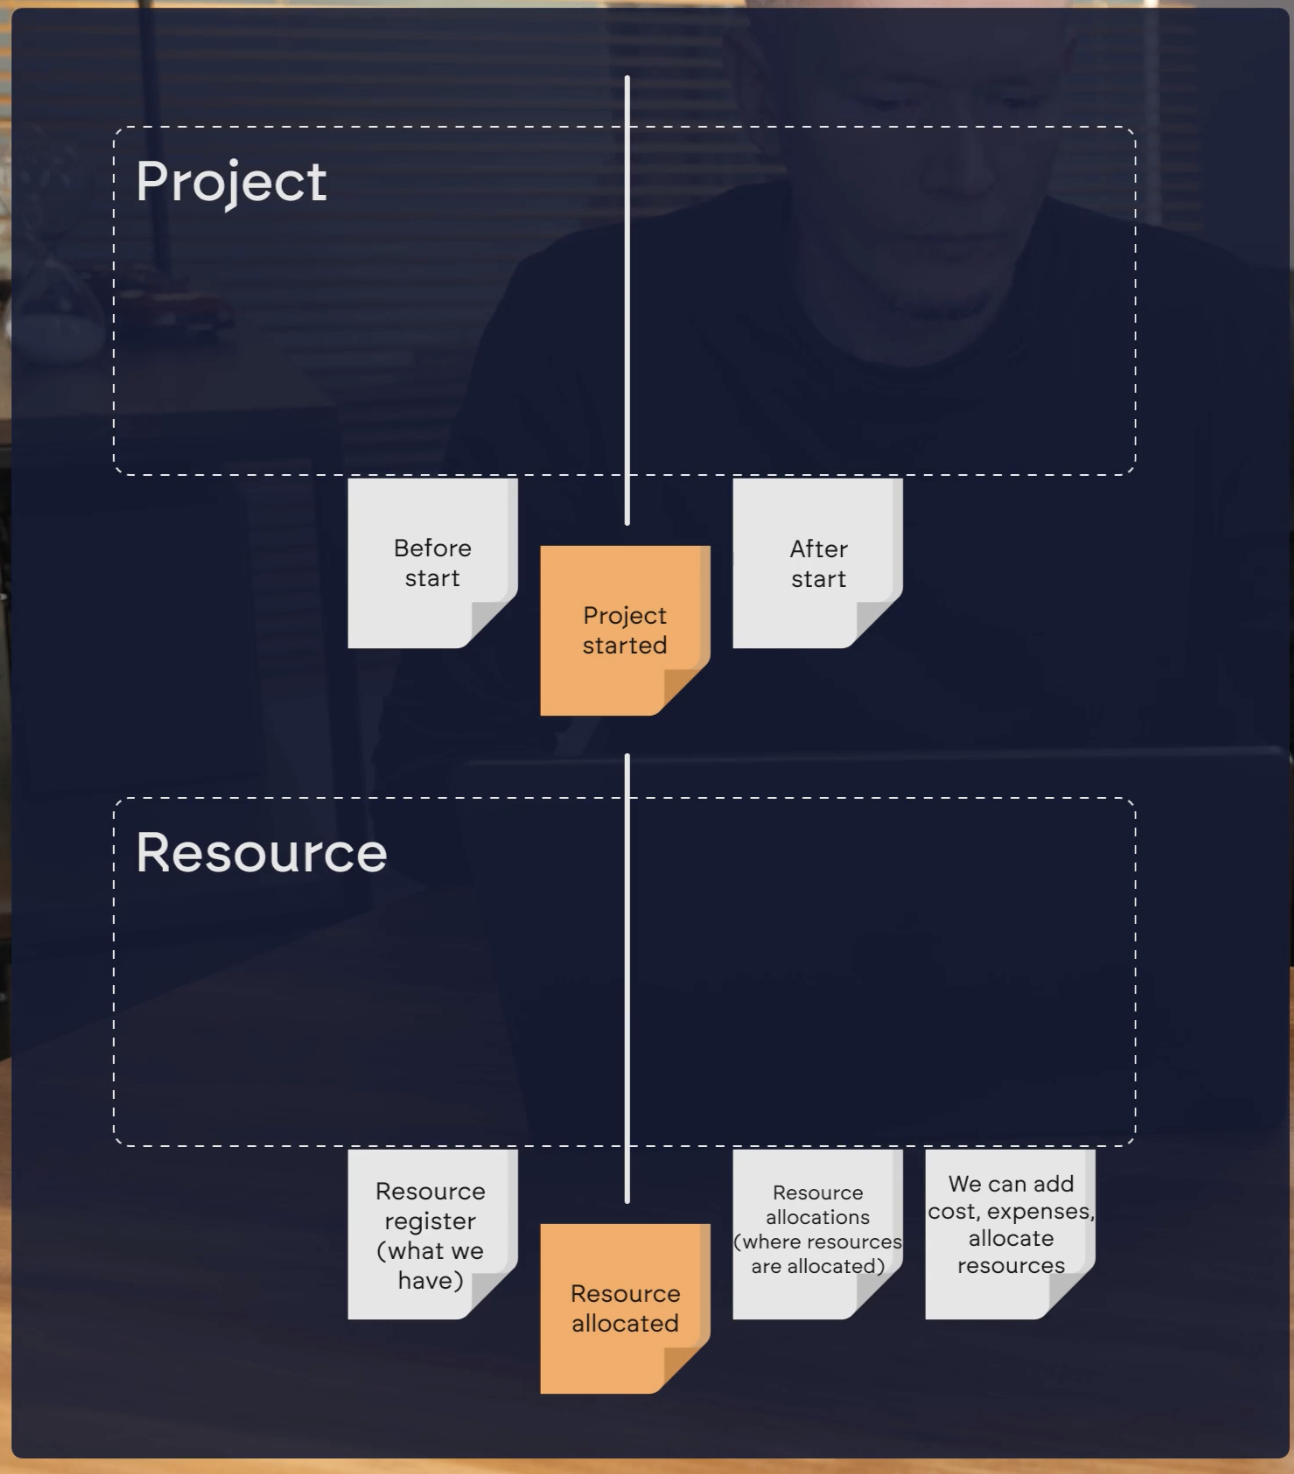 Project
Before
start
Project
started
After
start
Resource
Resource
register
(what we
have)
Resource
allocated
Resource
allocations
(where resources
are allocated)
We can add
cost, expenses,
allocate
resources